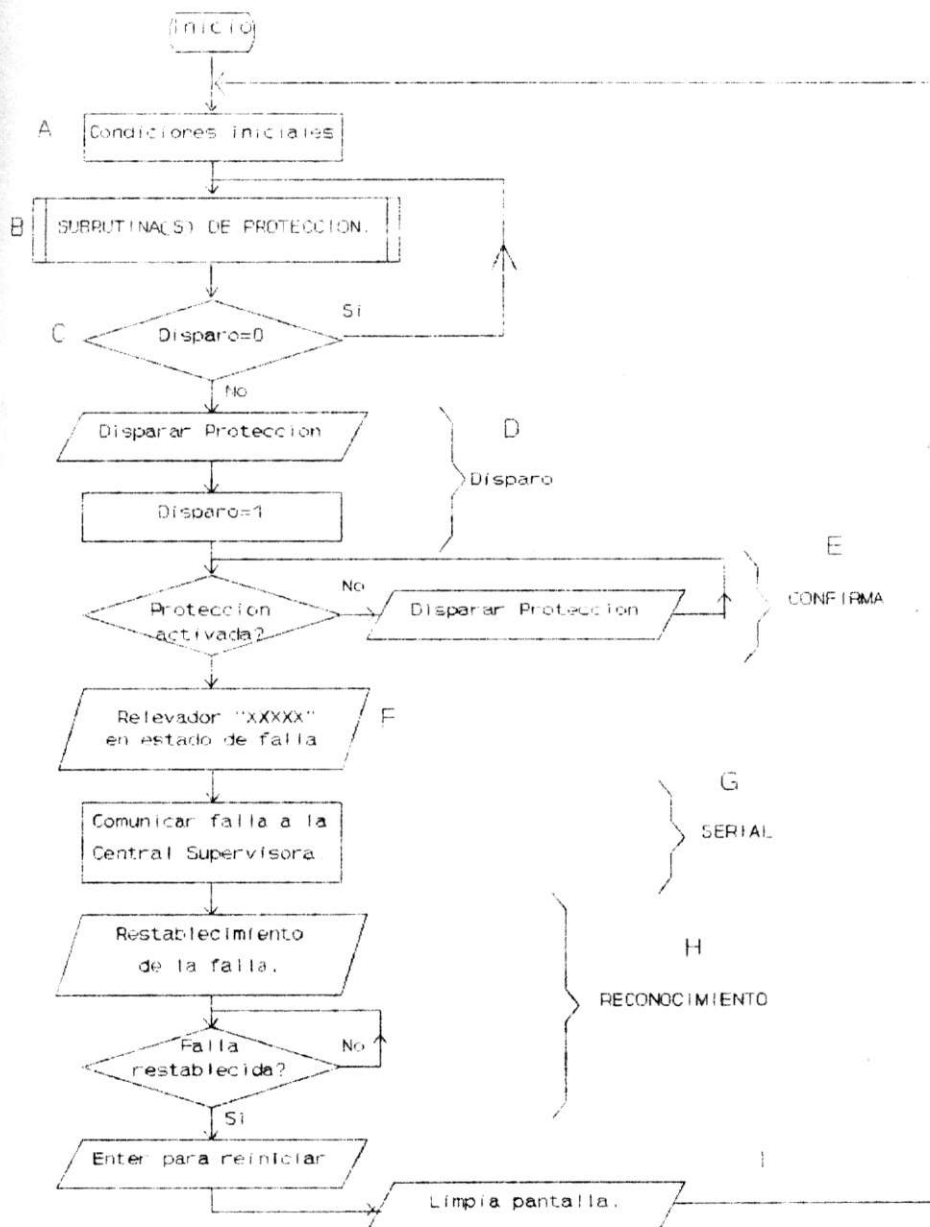 Inicio
A
Condiciones iniciales
B
SUBRUTINA(S) DE PROTECCION.
C
Disparo=0
Si
No
Disparar Proteccion
D
Disparo
Disparo=1
E
CONFIRMA
Proteccion
activada?
No
Disparar Proteccion
Relevador "XXXXX"
en estado de falla
F
Comunicar falla a la
Central Supervisora
G
SERIAL
Restablecimiento
de la falla.
H
RECONOCIMIENTO
Falla
restablecida?
No
Si
Enter para reiniciar
I
Limpia pantalla.